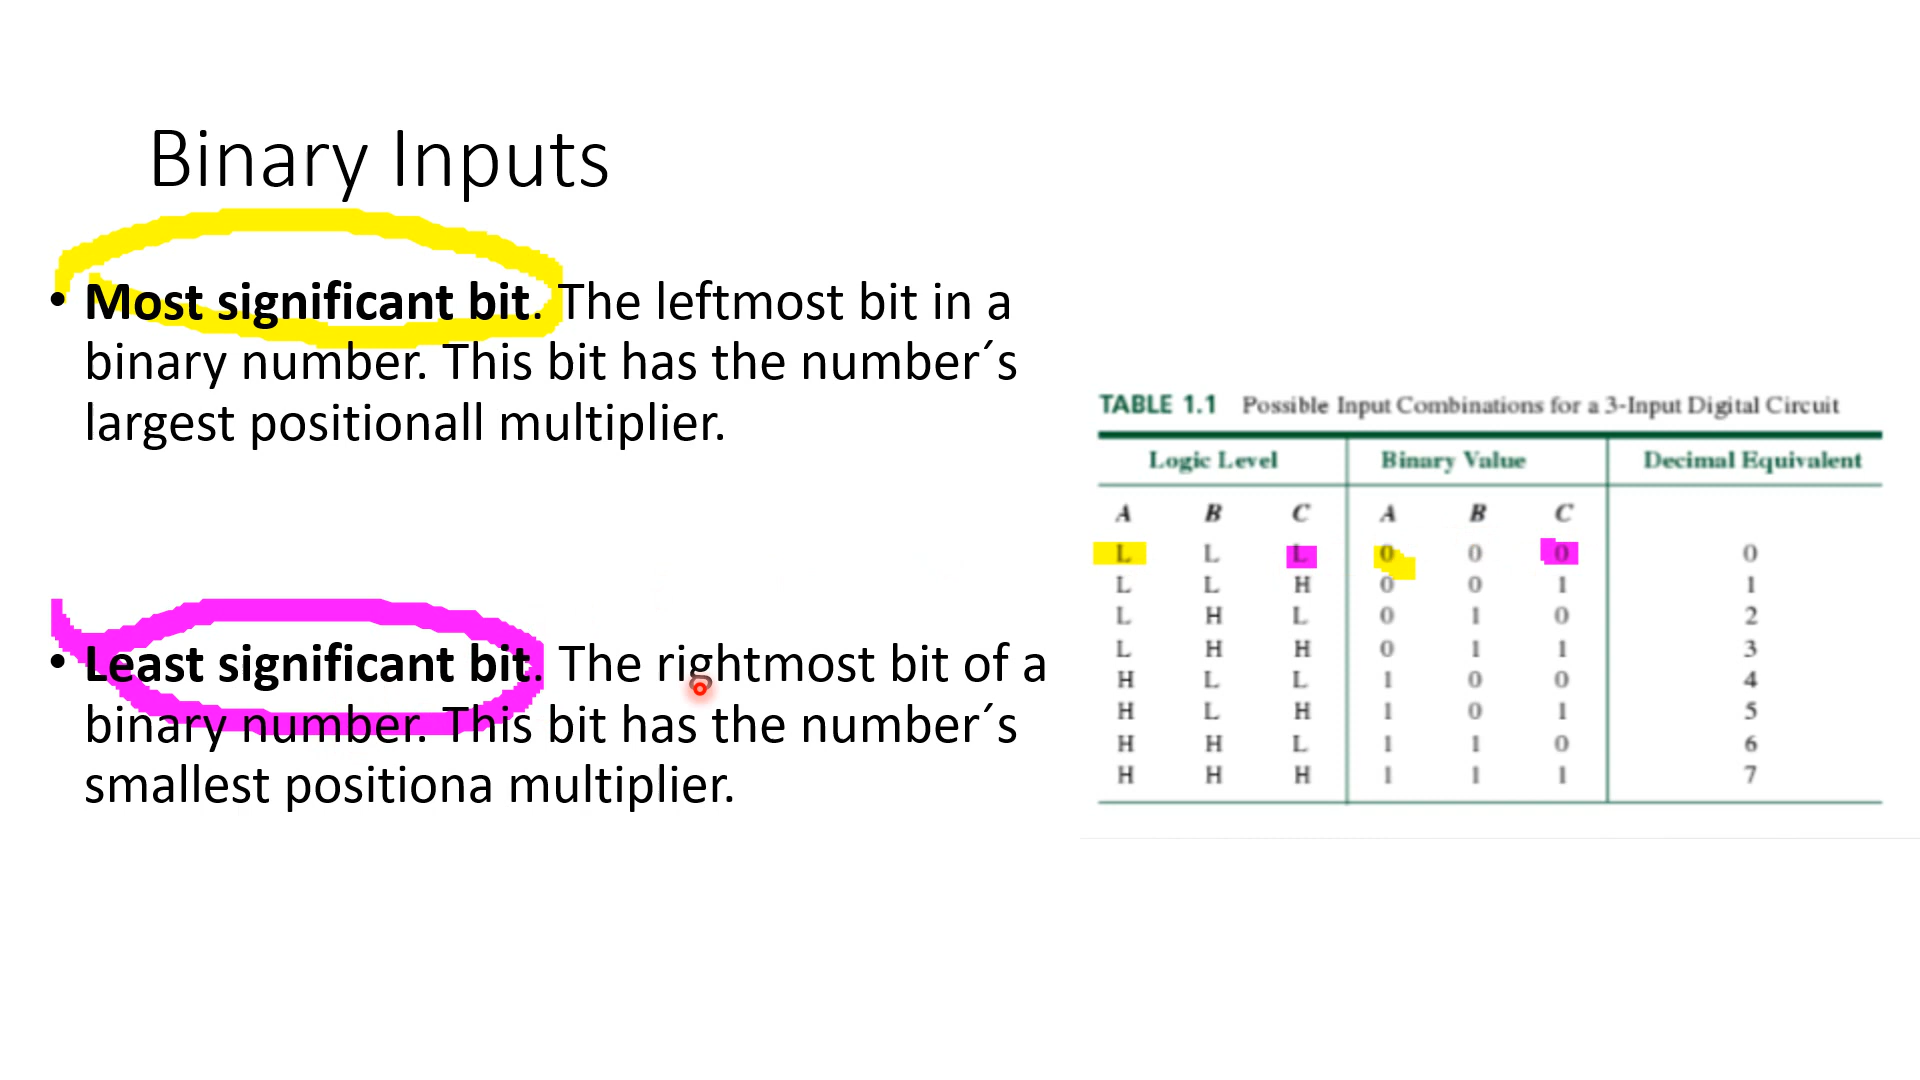 Binary Inputs
• Most significant bit. The leftmost bit in a
binary number. This bit has the number´s
largest positionall multiplier.
• Least significant bit. The rightmost bit of a
binary number. This bit has the number´s
smallest positiona multiplier.
TABLE 1.1 Possible Input Combinations for a 3-Input Digital Circuit
Logic Level Binary Value Decimal Equivalent
A B C A B C
L L L 0 0 0 0
L L H 0 0 1 1
L H L 0 1 0 2
L H H 0 1 1 3
H L L 1 0 0 4
H L H 1 0 1 5
H H L 1 1 0 6
H H H 1 1 1 7